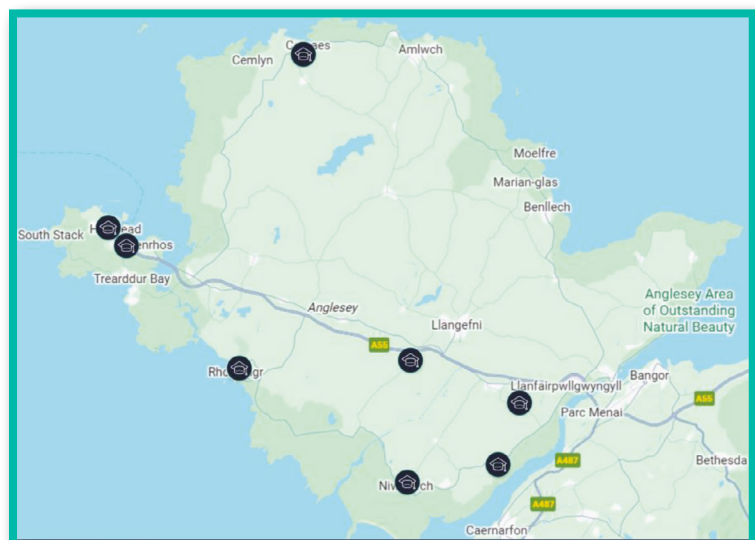 Cemlyn
Amlwch
Moelfre
Marian-glas
Benllech
South Stack
Trearddur Bay
Anglesey
Anglesey Area
of Outstanding
Natural Beauty
Llangefni
A55
Llanfairpwllgwyngyll
Bangor
A55
Parc Menai
A487
Bethesda
A487
Caernarfon